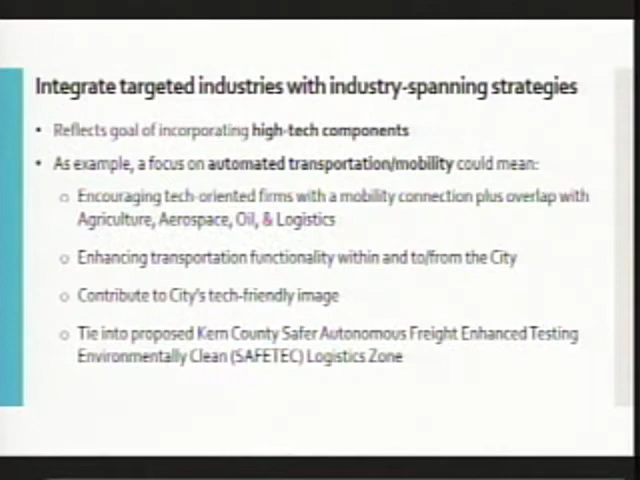 Integrate targeted industries with industry-spanning strategies
• Reflects goal of incorporating high-tech components
• As example, a focus on automated transportation/mobility could mean:
○ Encouraging tech-oriented firms with a mobility connection plus overlap with
Agriculture, Aerospace, Oil, & Logistics
○ Enhancing transportation functionality within and to/from the City
○ Contribute to City's tech-friendly image
○ Tie into proposed Kern County Safer Autonomous Freight Enhanced Testing
Environmentally Clean (SAFETEC) Logistics Zone